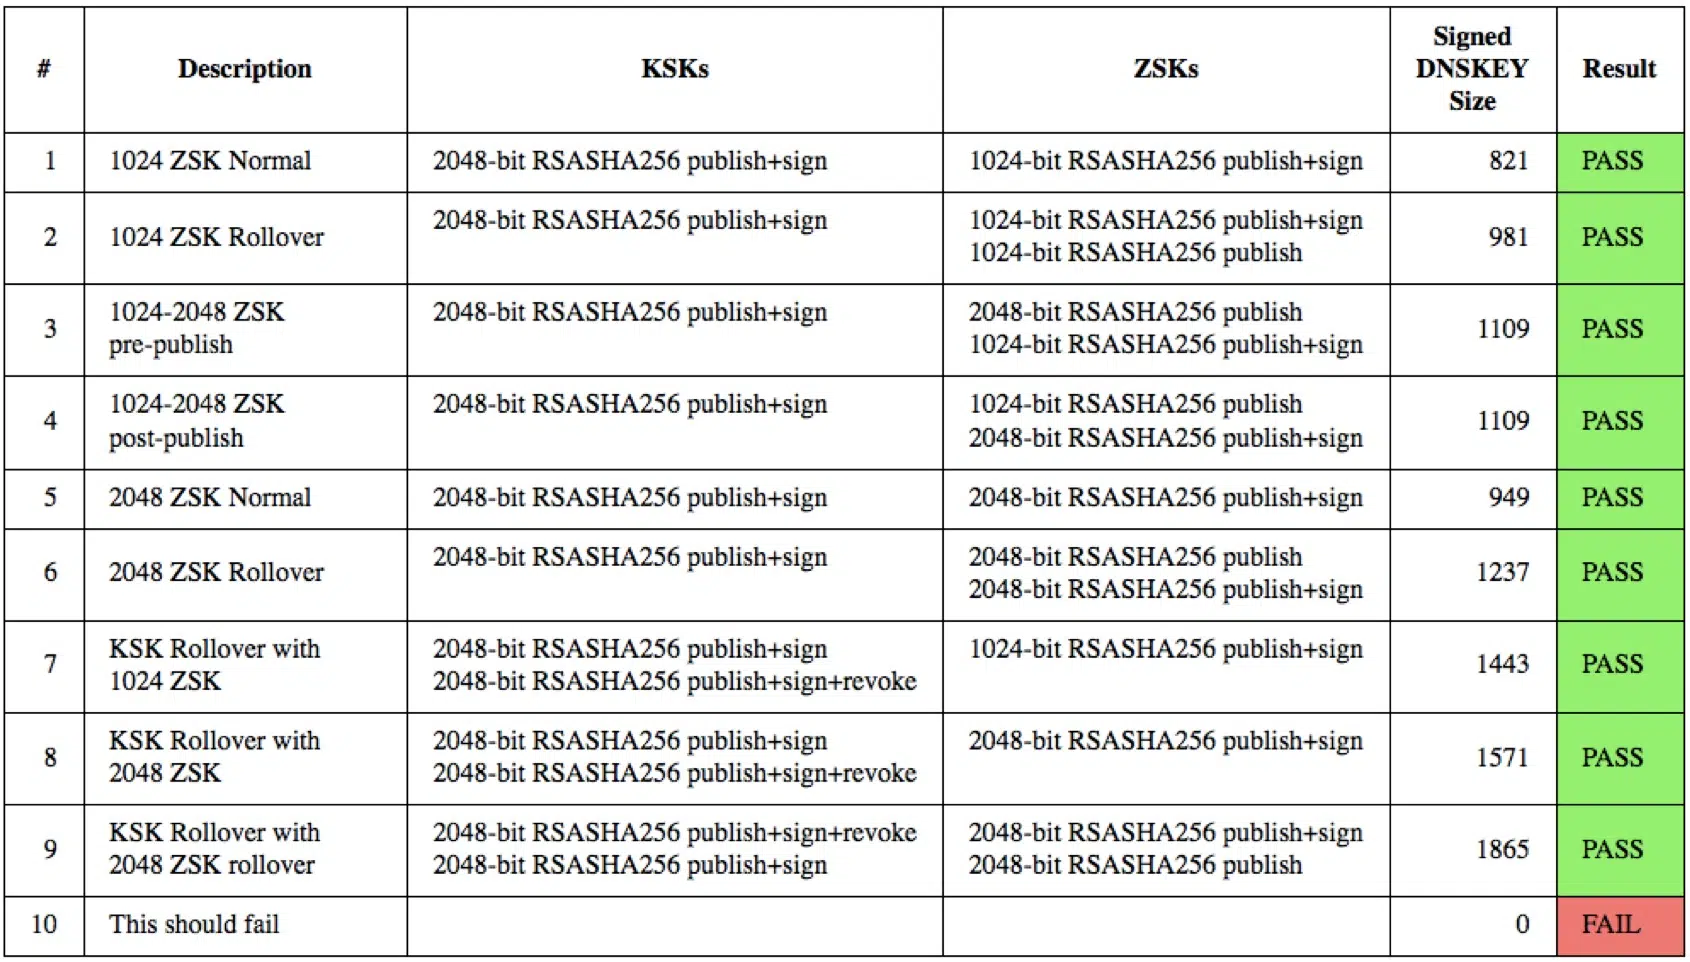 # Description KSKs ZSKs Signed DNSKEY Size Result
1 1024 ZSK Normal 2048-bit RSASHA256 publish+sign 1024-bit RSASHA256 publish+sign 821 PASS
2 1024 ZSK Rollover 2048-bit RSASHA256 publish+sign 1024-bit RSASHA256 publish+sign
1024-bit RSASHA256 publish 981 PASS
3 1024-2048 ZSK
pre-publish 2048-bit RSASHA256 publish+sign 2048-bit RSASHA256 publish
1024-bit RSASHA256 publish+sign 1109 PASS
4 1024-2048 ZSK
post-publish 2048-bit RSASHA256 publish+sign 1024-bit RSASHA256 publish
2048-bit RSASHA256 publish+sign 1109 PASS
5 2048 ZSK Normal 2048-bit RSASHA256 publish+sign 2048-bit RSASHA256 publish+sign 949 PASS
6 2048 ZSK Rollover 2048-bit RSASHA256 publish+sign 2048-bit RSASHA256 publish
2048-bit RSASHA256 publish+sign 1237 PASS
7 KSK Rollover with
1024 ZSK 2048-bit RSASHA256 publish+sign
2048-bit RSASHA256 publish+sign+revoke 1024-bit RSASHA256 publish+sign 1443 PASS
8 KSK Rollover with
2048 ZSK 2048-bit RSASHA256 publish+sign
2048-bit RSASHA256 publish+sign+revoke 2048-bit RSASHA256 publish+sign 1571 PASS
9 KSK Rollover with
2048 ZSK rollover 2048-bit RSASHA256 publish+sign+revoke
2048-bit RSASHA256 publish+sign 2048-bit RSASHA256 publish+sign
2048-bit RSASHA256 publish 1865 PASS
10 This should fail 0 FAIL